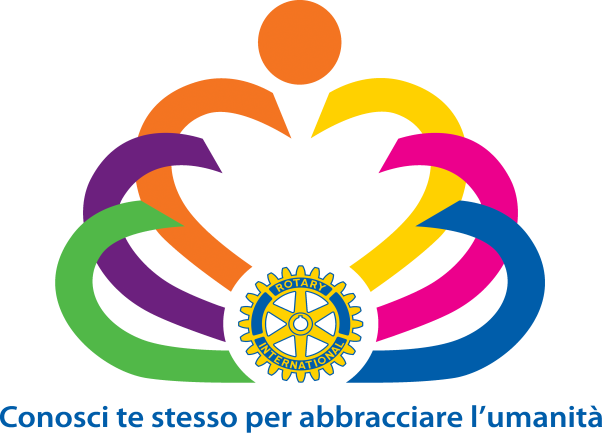 ROTARY
INTERNATIONAL
Conosci te stesso per abbracciare l’umanità